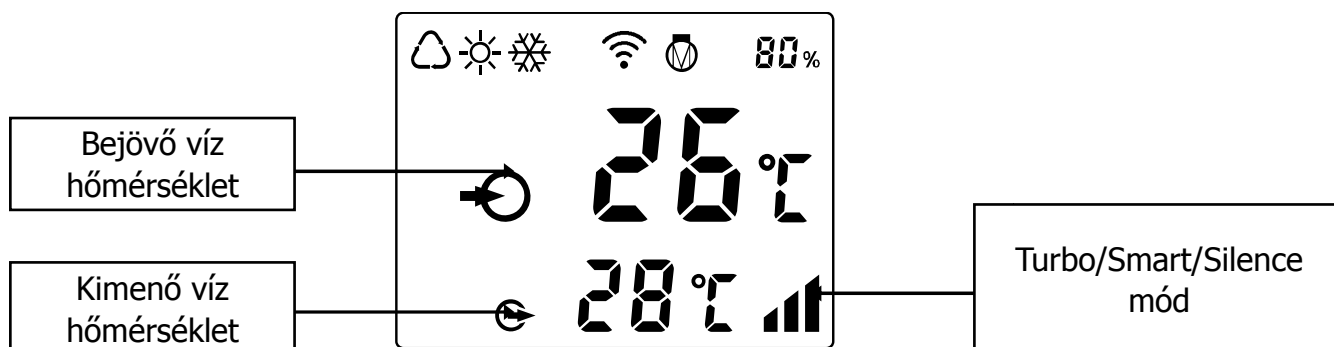 80%
Bejövő víz
hőmérséklet
26°C
Kimenő víz
hőmérséklet
28°C
Turbo/Smart/Silence
mód